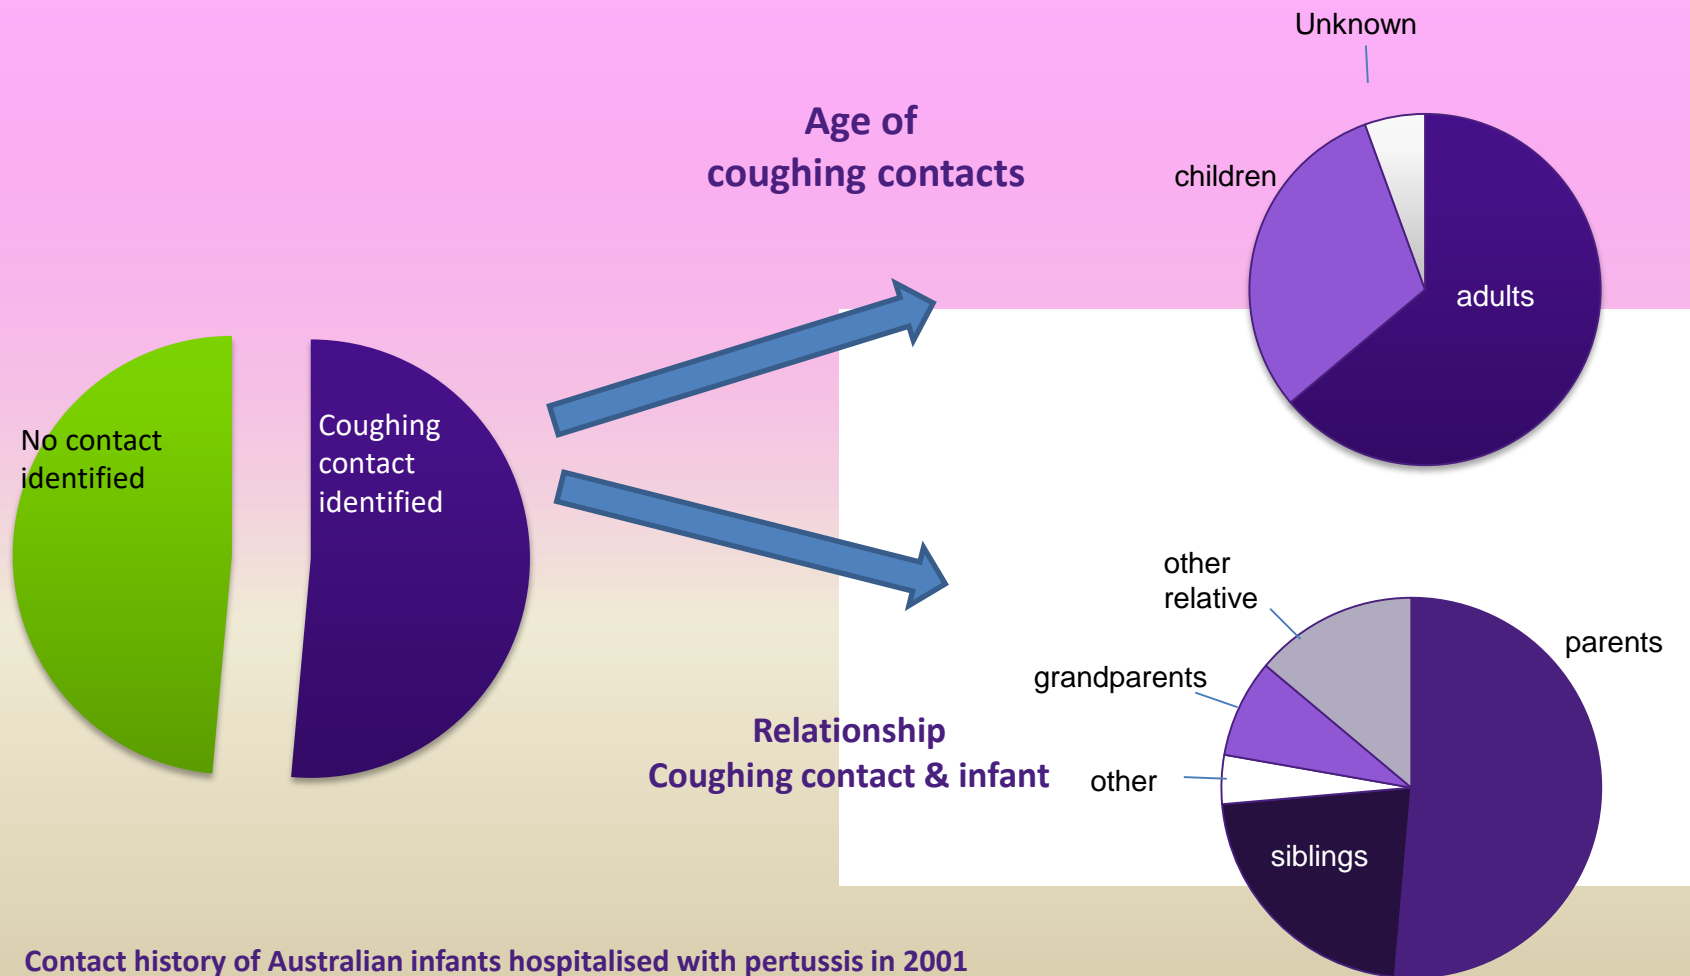 Unknown
Age of
coughing contacts
children
adults
No contact
identified
Coughing
contact
identified
other
relative
parents
grandparents
Relationship
Coughing contact & infant
other
siblings
Contact history of Australian infants hospitalised with pertussis in 2001